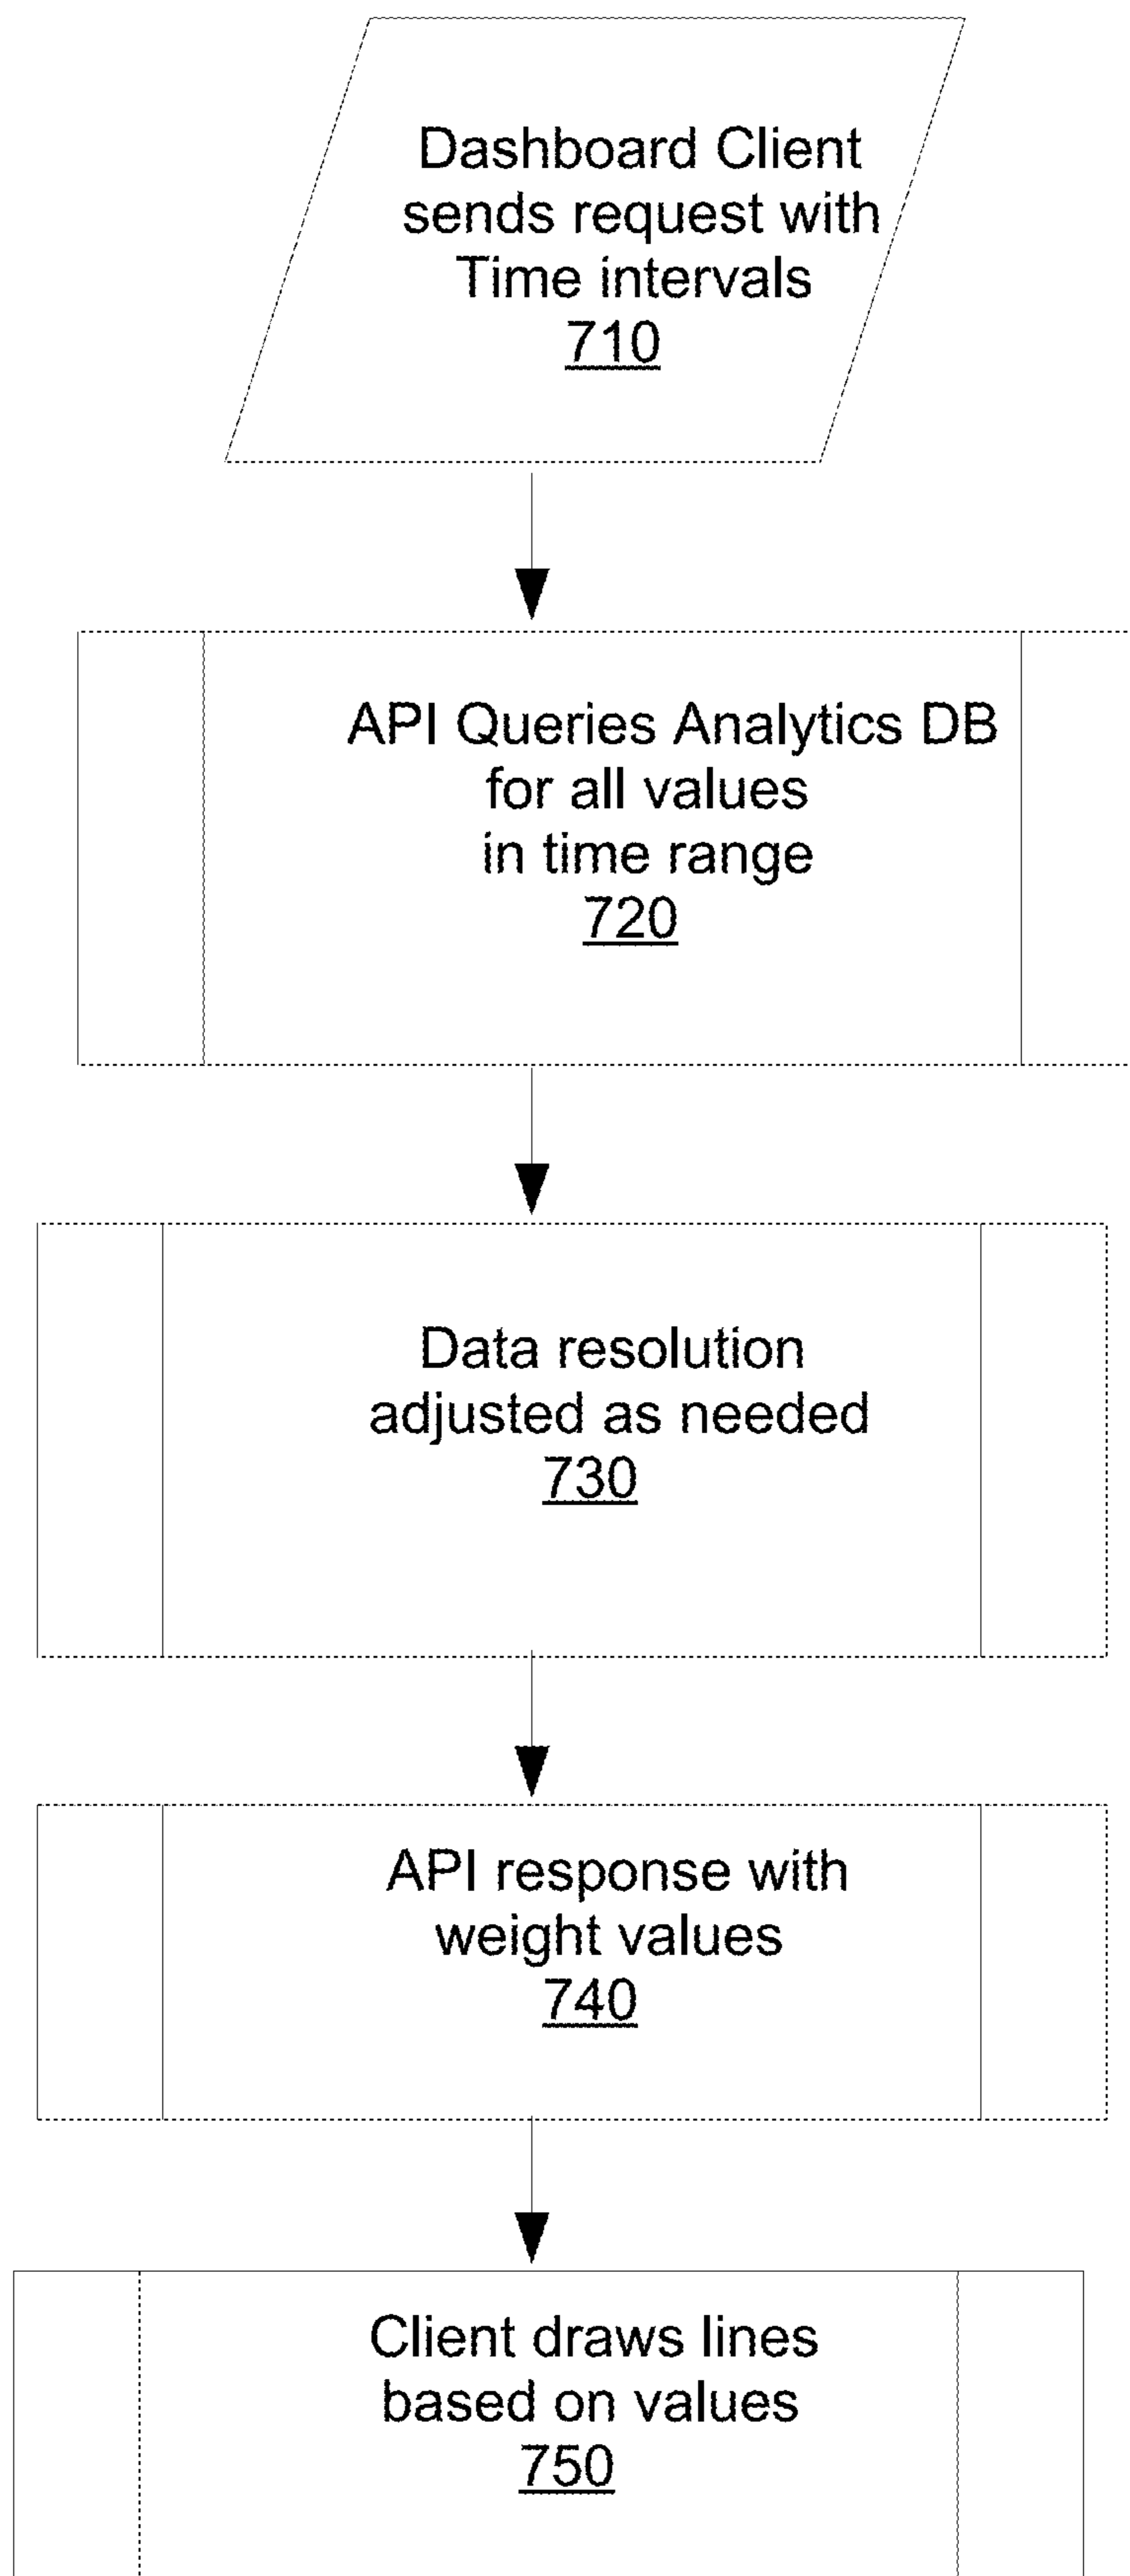 Dashboard Client
sends request with
Time intervals
710
API Queries Analytics DB
for all values
in time range
720
Data resolution
adjusted as needed
730
API response with
weight values
740
Client draws lines
based on values
750